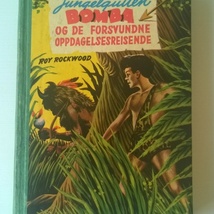 Jungelgutten
BOMBA
OG DE FORSVUNDNE
OPPDAGELSESREISENDE
ROY ROCKWOOD